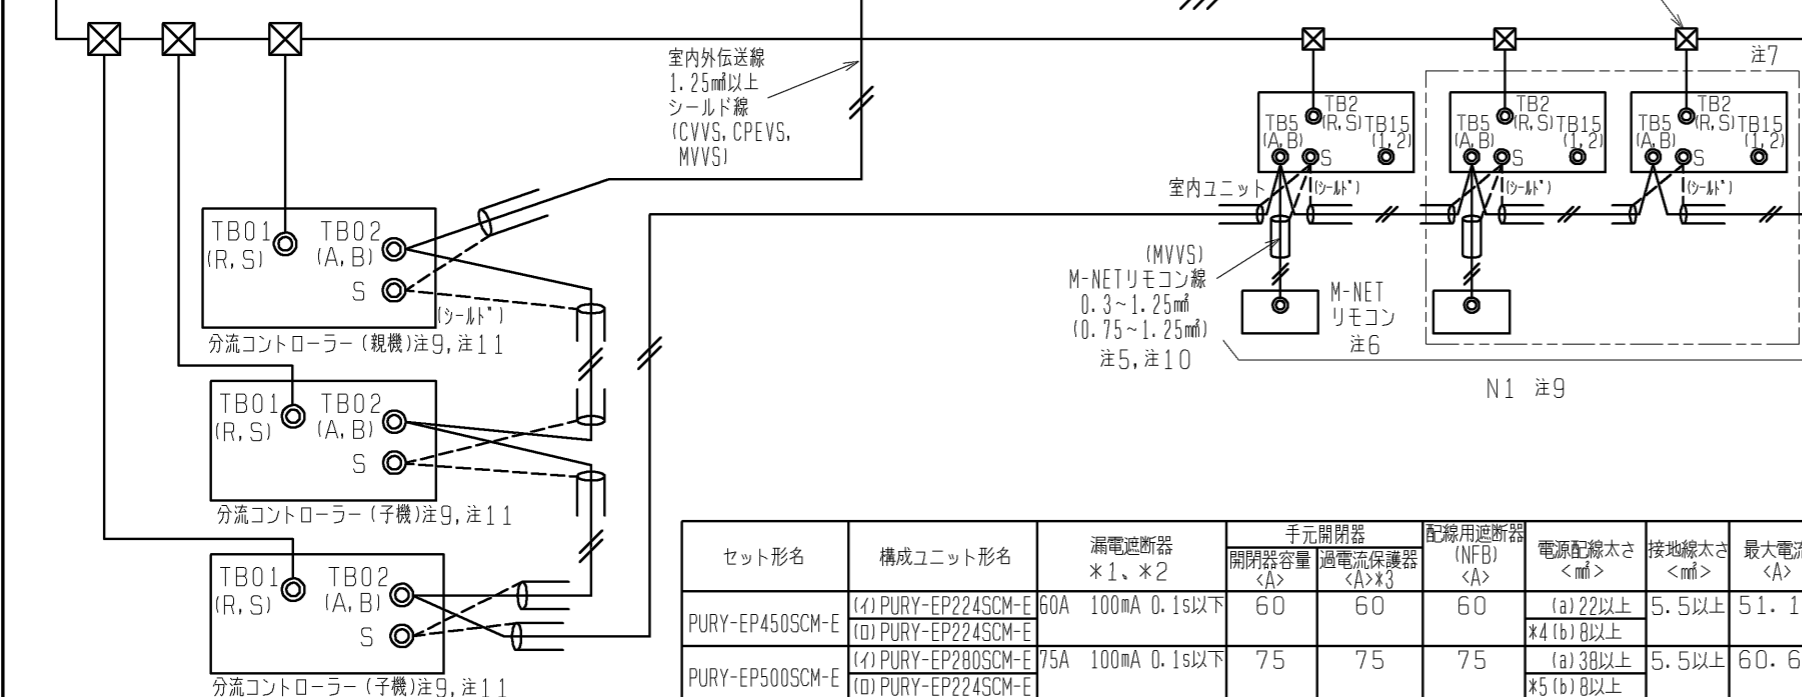 室内外伝送線
1.25㎟以上
シールド線
(CVVS, CPEVS,
MVVS)
注7
TB2
(R,S)
TB5
(A,B)
TB15
(1,2)
S
TB2
(R,S)
TB5
(A,B)
TB15
(1,2)
S
TB2
(R,S)
TB5
(A,B)
TB15
(1,2)
S
室内ユニット
(シールド)
(シールド)
(シールド)
(MVVS)
M-NETリモコン線
0.3~1.25㎟
(0.75~1.25㎟)
注5,注10
M-NET
リモコン
注6
N1 注9
TB01
(R,S)
TB02
(A,B)
S
(シールド)
分流コントローラー(親機)注9,注11
TB01
(R,S)
TB02
(A,B)
S
分流コントローラー(子機)注9,注11
TB01
(R,S)
TB02
(A,B)
S
分流コントローラー(子機)注9,注11
セット形名 構成ユニット形名 漏電遮断器 *1、*2 手元開閉器 配線用遮断器 (NFB) <A> 電源配線太さ <㎟> 接地線太さ <㎟> 最大電流 <A>
開閉器容量 <A> 過電流保護器 <A>*3
PURY-EP450SCM-E (イ)PURY-EP224SCM-E 60A 100mA 0.1s以下 60 60 60 (a)22以上 5.5以上 51.1
(ロ)PURY-EP224SCM-E *4(b)8以上
PURY-EP500SCM-E (イ)PURY-EP280SCM-E 75A 100mA 0.1s以下 75 75 75 (a)38以上 5.5以上 60.6
(ロ)PURY-EP224SCM-E *5(b)8以上